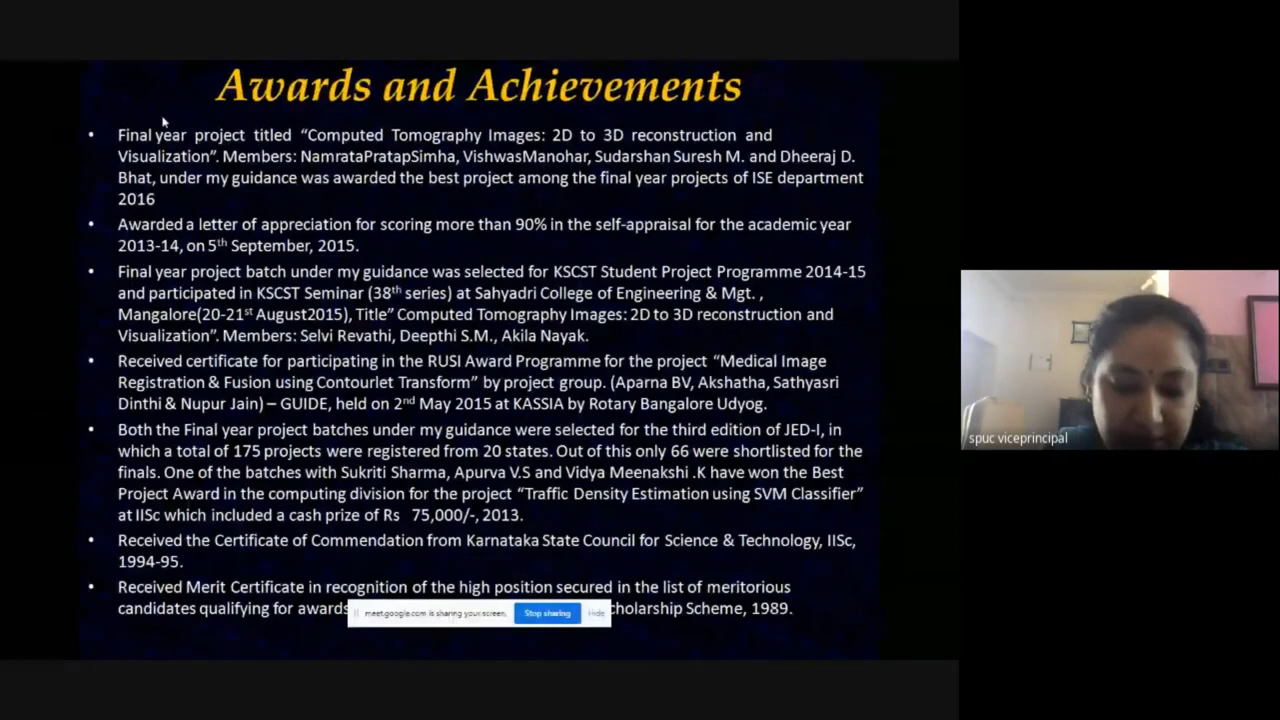 Awards and Achievements
• Final year project titled “Computed Tomography Images: 2D to 3D reconstruction and
Visualization”. Members: NamrataPratapSimha, VishwasManohar, Sudarshan Suresh M. and Dheeraj D.
Bhat, under my guidance was awarded the best project among the final year projects of ISE department
2016
• Awarded a letter of appreciation for scoring more than 90% in the self-appraisal for the academic year
2013-14, on 5th September, 2015.
• Final year project batch under my guidance was selected for KSCST Student Project Programme 2014-15
and participated in KSCST Seminar (38th series) at Sahyadri College of Engineering & Mgt. ,
Mangalore(20-21st August2015), Title” Computed Tomography Images: 2D to 3D reconstruction and
Visualization”. Members: Selvi Revathi, Deepthi S.M., Akila Nayak.
• Received certificate for participating in the RUSI Award Programme for the project “Medical Image
Registration & Fusion using Contourlet Transform” by project group. (Aparna BV, Akshatha, Sathyasri
Dinthi & Nupur Jain) – GUIDE, held on 2nd May 2015 at KASSIA by Rotary Bangalore Udyog.
• Both the Final year project batches under my guidance were selected for the third edition of JED-I, in
which a total of 175 projects were registered from 20 states. Out of this only 66 were shortlisted for the
finals. One of the batches with Sukriti Sharma, Apurva V.S and Vidya Meenakshi .K have won the Best
Project Award in the computing division for the project “Traffic Density Estimation using SVM Classifier”
at IISc which included a cash prize of Rs 75,000/-, 2013.
• Received the Certificate of Commendation from Karnataka State Council for Science & Technology, IISc,
1994-95.
• Received Merit Certificate in recognition of the high position secured in the list of meritorious
candidates qualifying for awards cholarship Scheme, 1989.
meet.google.com is sharing your screen. Stop sharing Hide
spuc viceprincipal